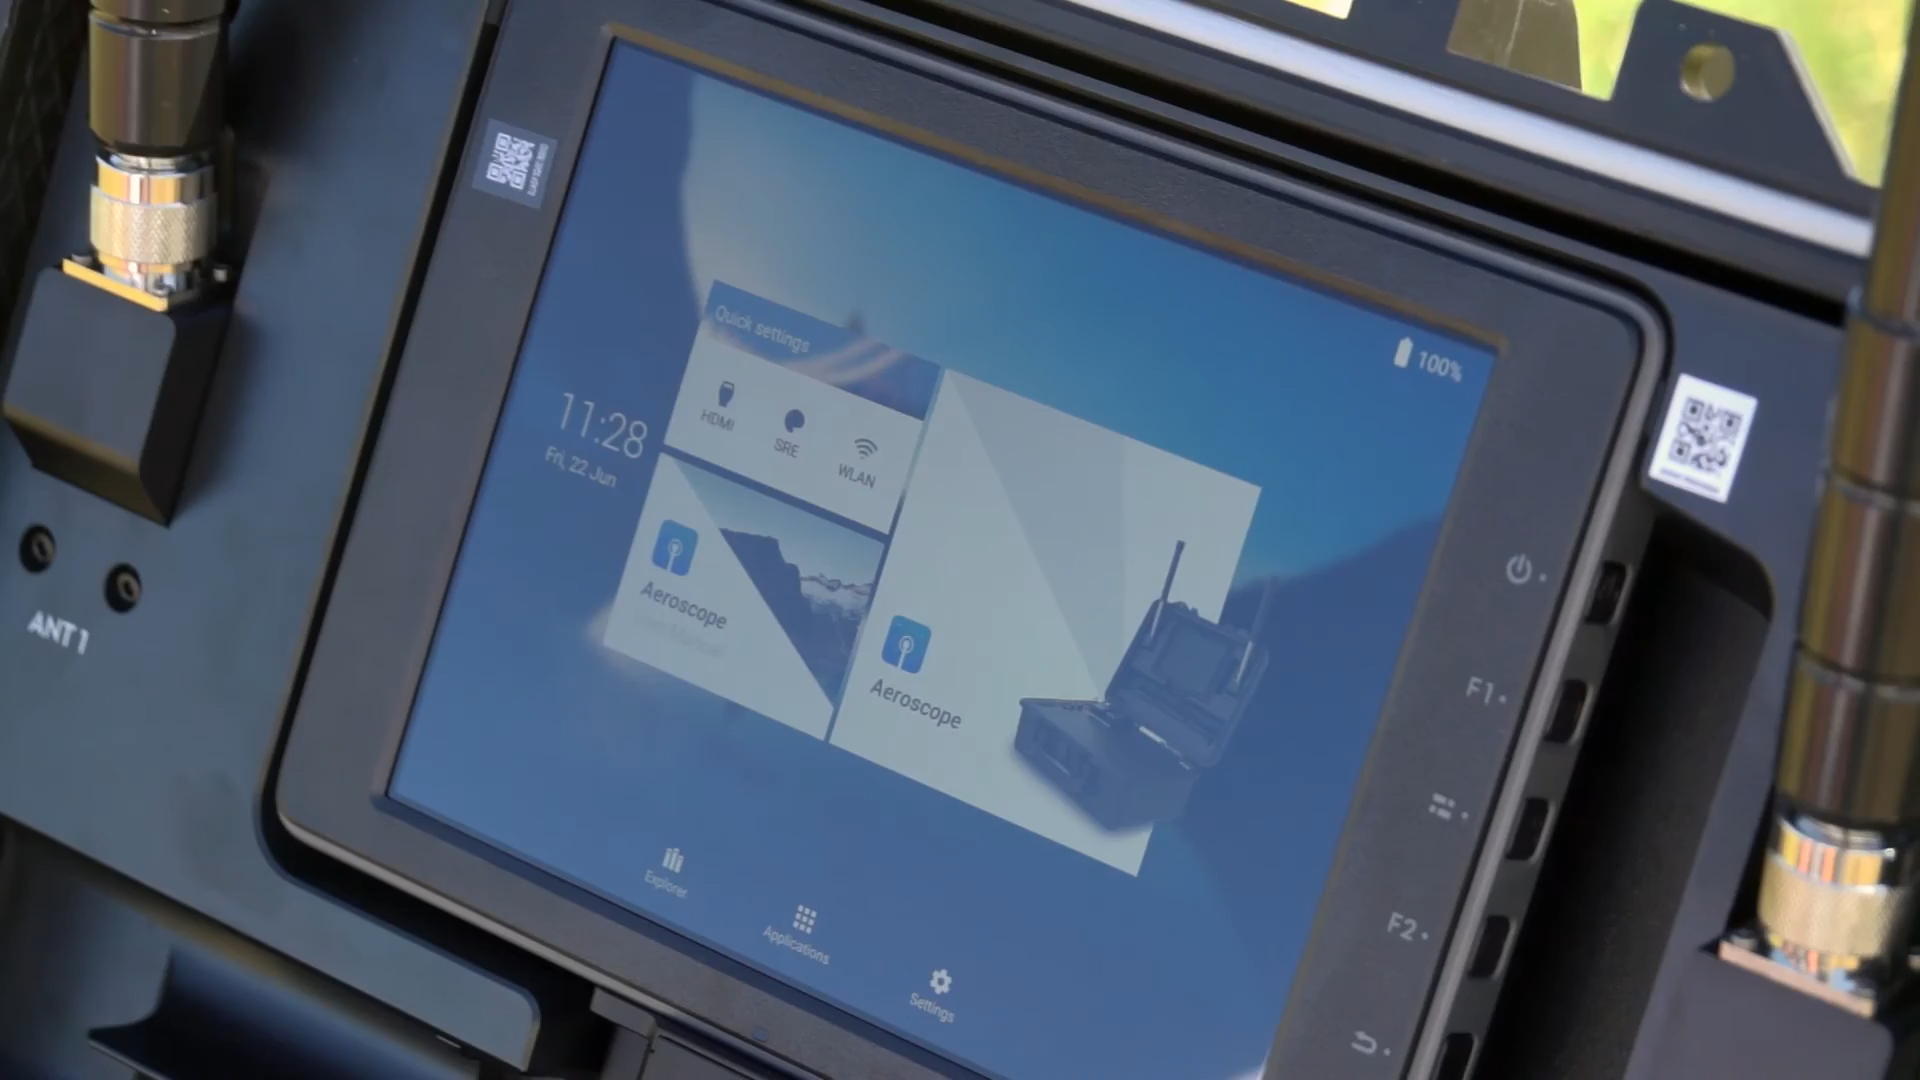 Quick settings
100%
HDMI
SRE
WLAN
11:28
Fri, 22 Jun
Aeroscope
Aeroscope
ANT 1
F1
F2
Explorer
Applications
Settings